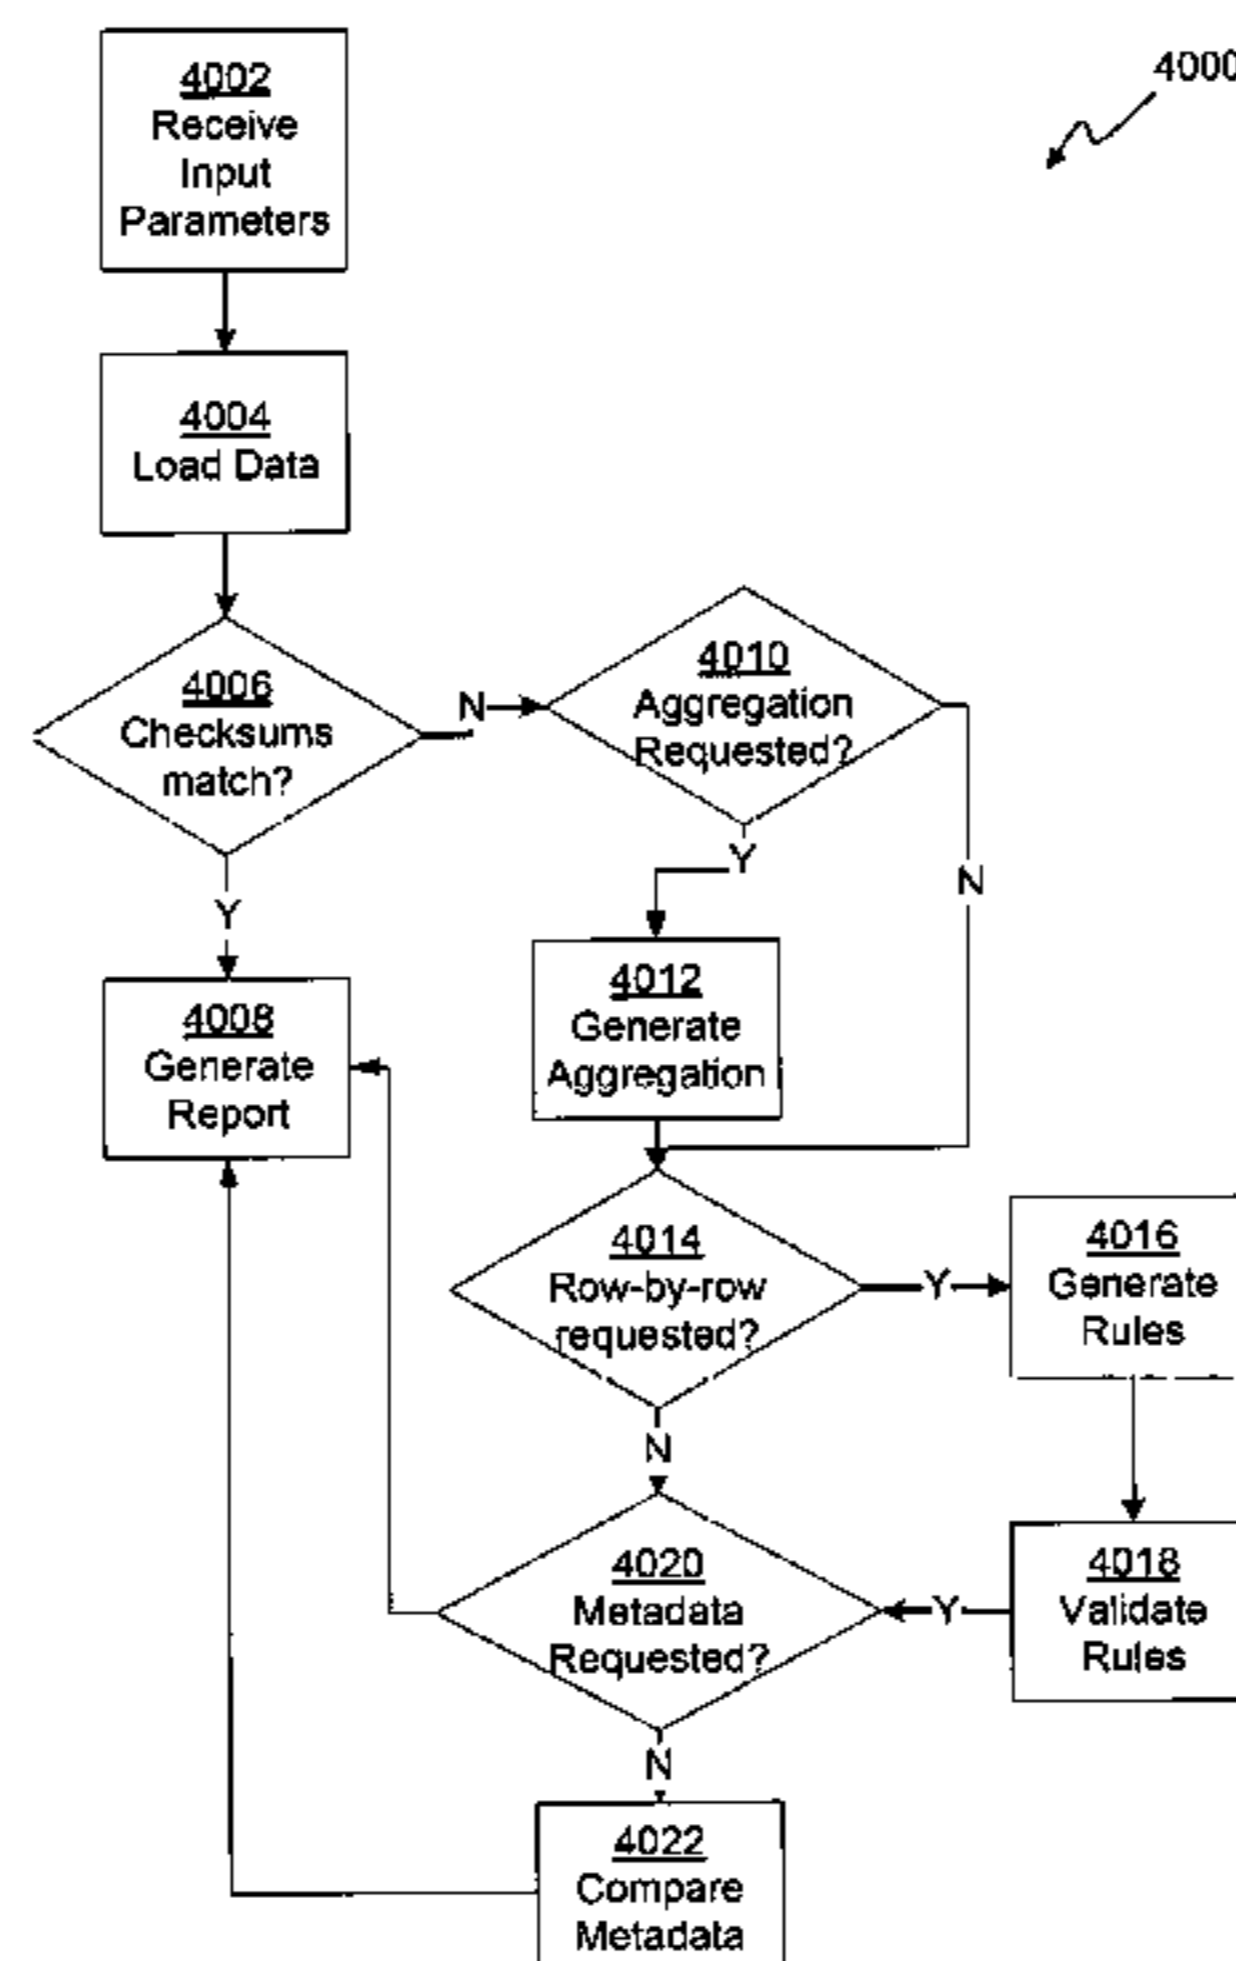 4002
Receive
Input
Parameters
4000
4004
Load Data
4006
Checksums
match?
N
4010
Aggregation
Requested?
Y
N
Y
4008
Generate
Report
4012
Generate
Aggregation
4014
Row-by-row
requested?
Y
4016
Generate
Rules
N
4020
Metadata
Requested?
Y
4018
Validate
Rules
N
4022
Compare
Metadata